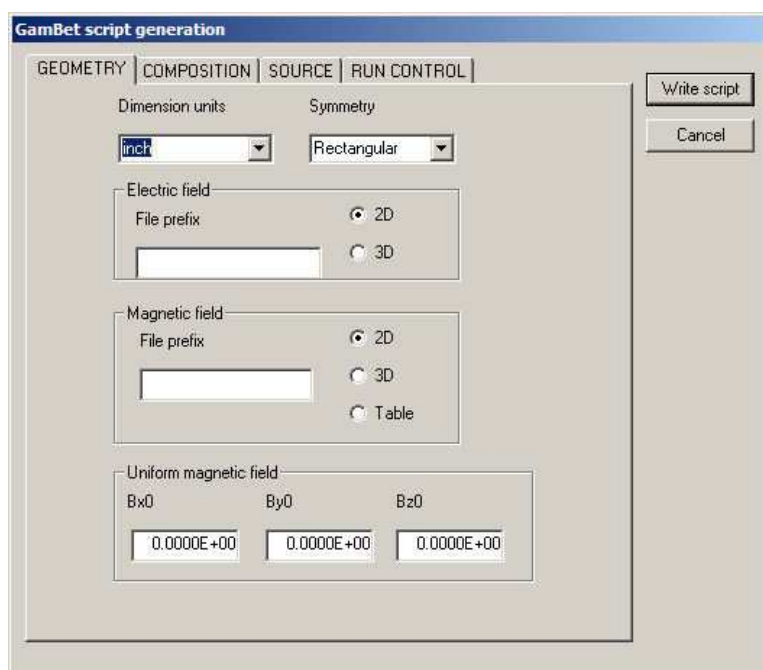 GamBet script generation
GEOMETRY COMPOSITION SOURCE RUN CONTROL
Write script
Cancel
Dimension units Symmetry
inch Rectangular
Electric field
File prefix
2D
3D
Magnetic field
File prefix
2D
3D
Table
Uniform magnetic field
Bx0 By0 Bz0
0.0000E+00 0.0000E+00 0.0000E+00